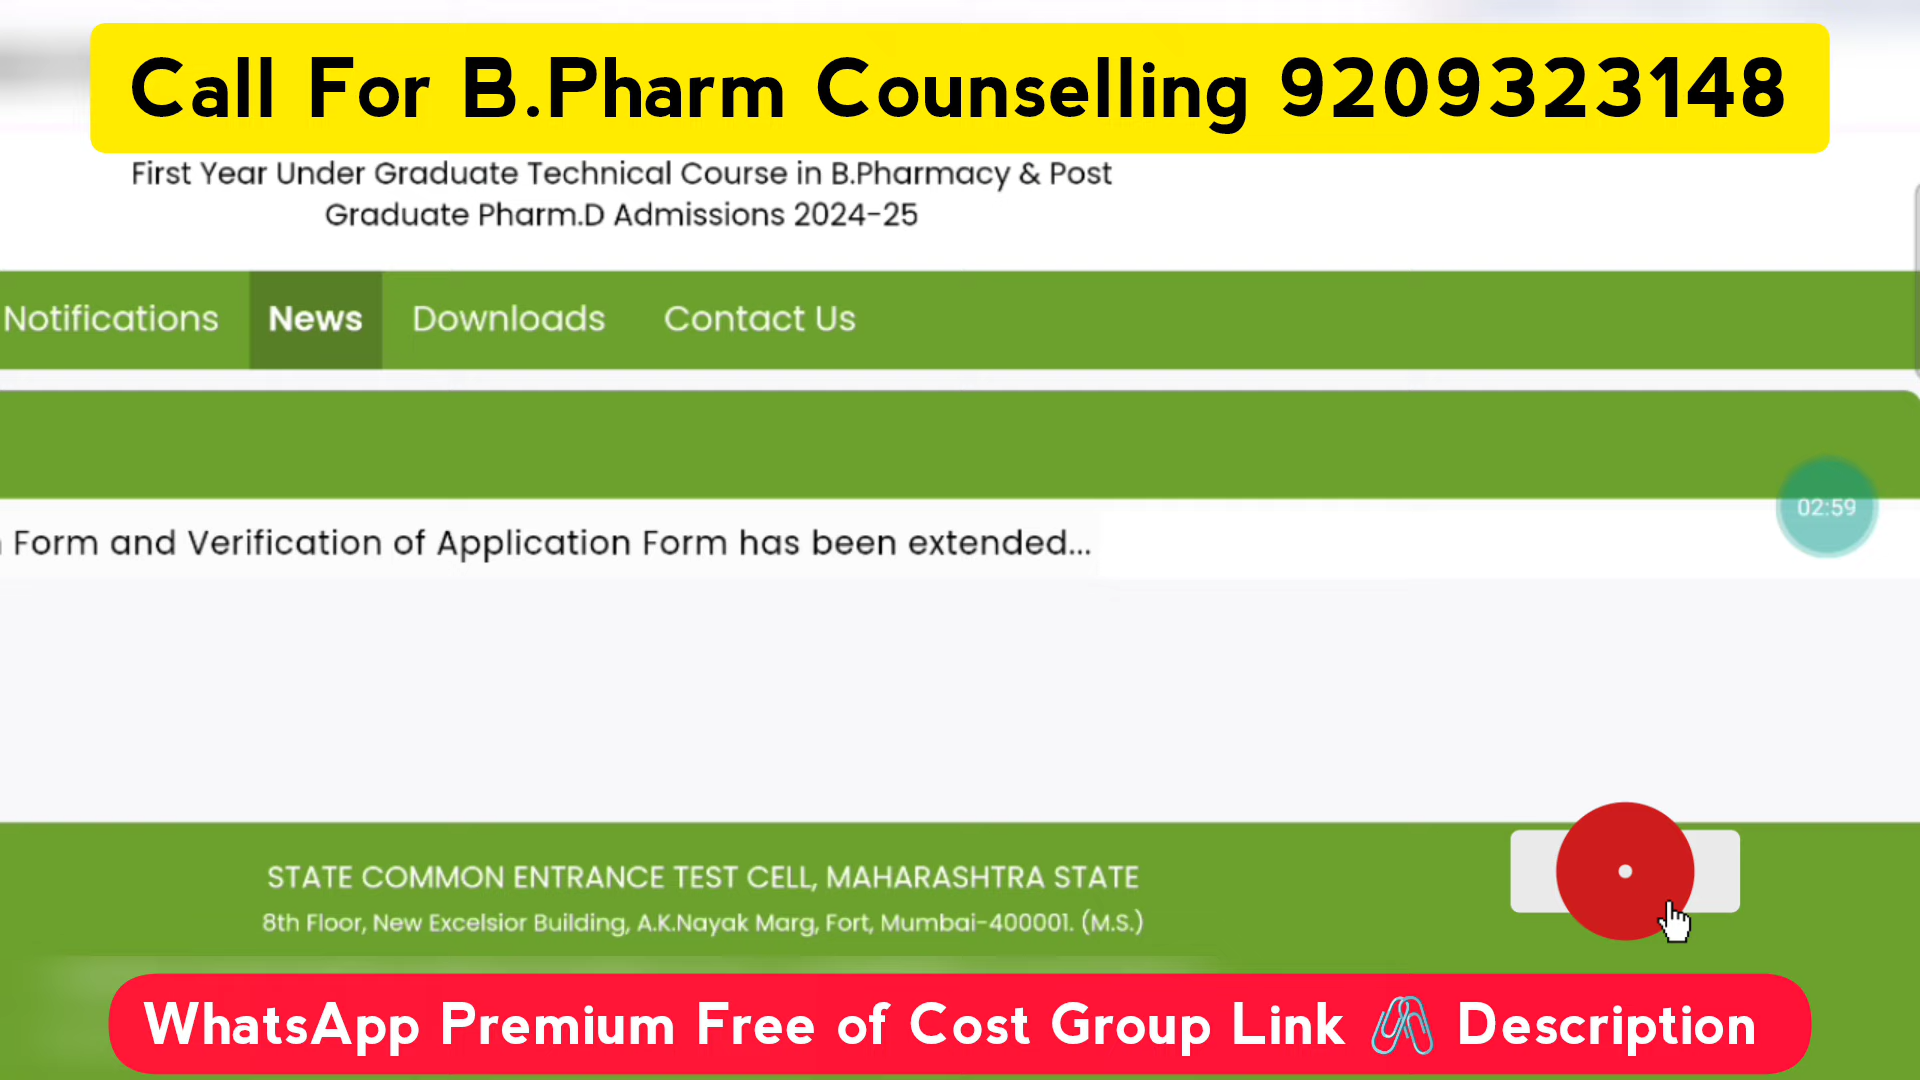 Call For B.Pharm Counselling 9209323148
First Year Under Graduate Technical Course in B.Pharmacy & Post
Graduate Pharm.D Admissions 2024-25
Notifications News Downloads Contact Us
02:59
Form and Verification of Application Form has been extended...
STATE COMMON ENTRANCE TEST CELL, MAHARASHTRA STATE
8th Floor, New Excelsior Building, A.K.Nayak Marg, Fort, Mumbai-400001. (M.S.)
WhatsApp Premium Free of Cost Group Link Description